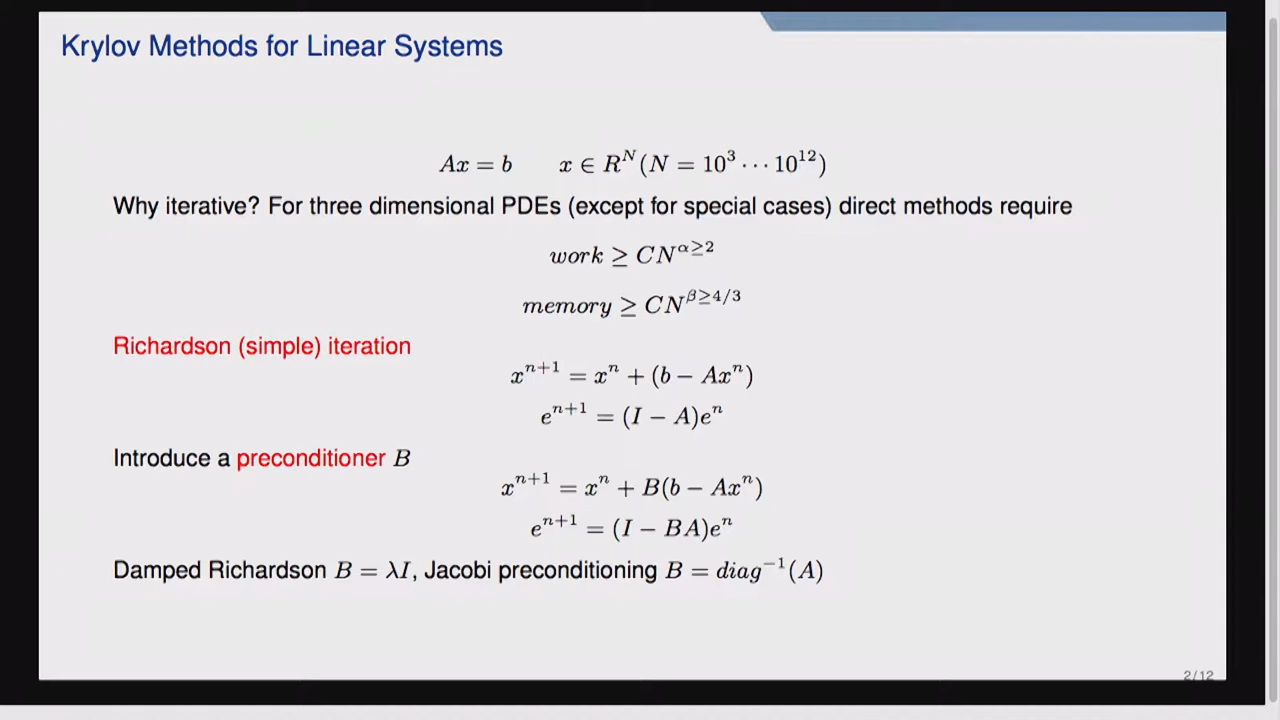 Krylov Methods for Linear Systems
Ax = b x ∈ R^N (N = 10^3 ⋯ 10^12)
Why iterative? For three dimensional PDEs (except for special cases) direct methods require
work ≥ CN^{α≥2}
memory ≥ CN^{β≥4/3}
Richardson (simple) iteration
x^{n+1} = x^n + (b − Ax^n)
e^{n+1} = (I − A)e^n
Introduce a preconditioner B
x^{n+1} = x^n + B(b − Ax^n)
e^{n+1} = (I − BA)e^n
Damped Richardson B = λI, Jacobi preconditioning B = diag^{−1}(A)
2/12